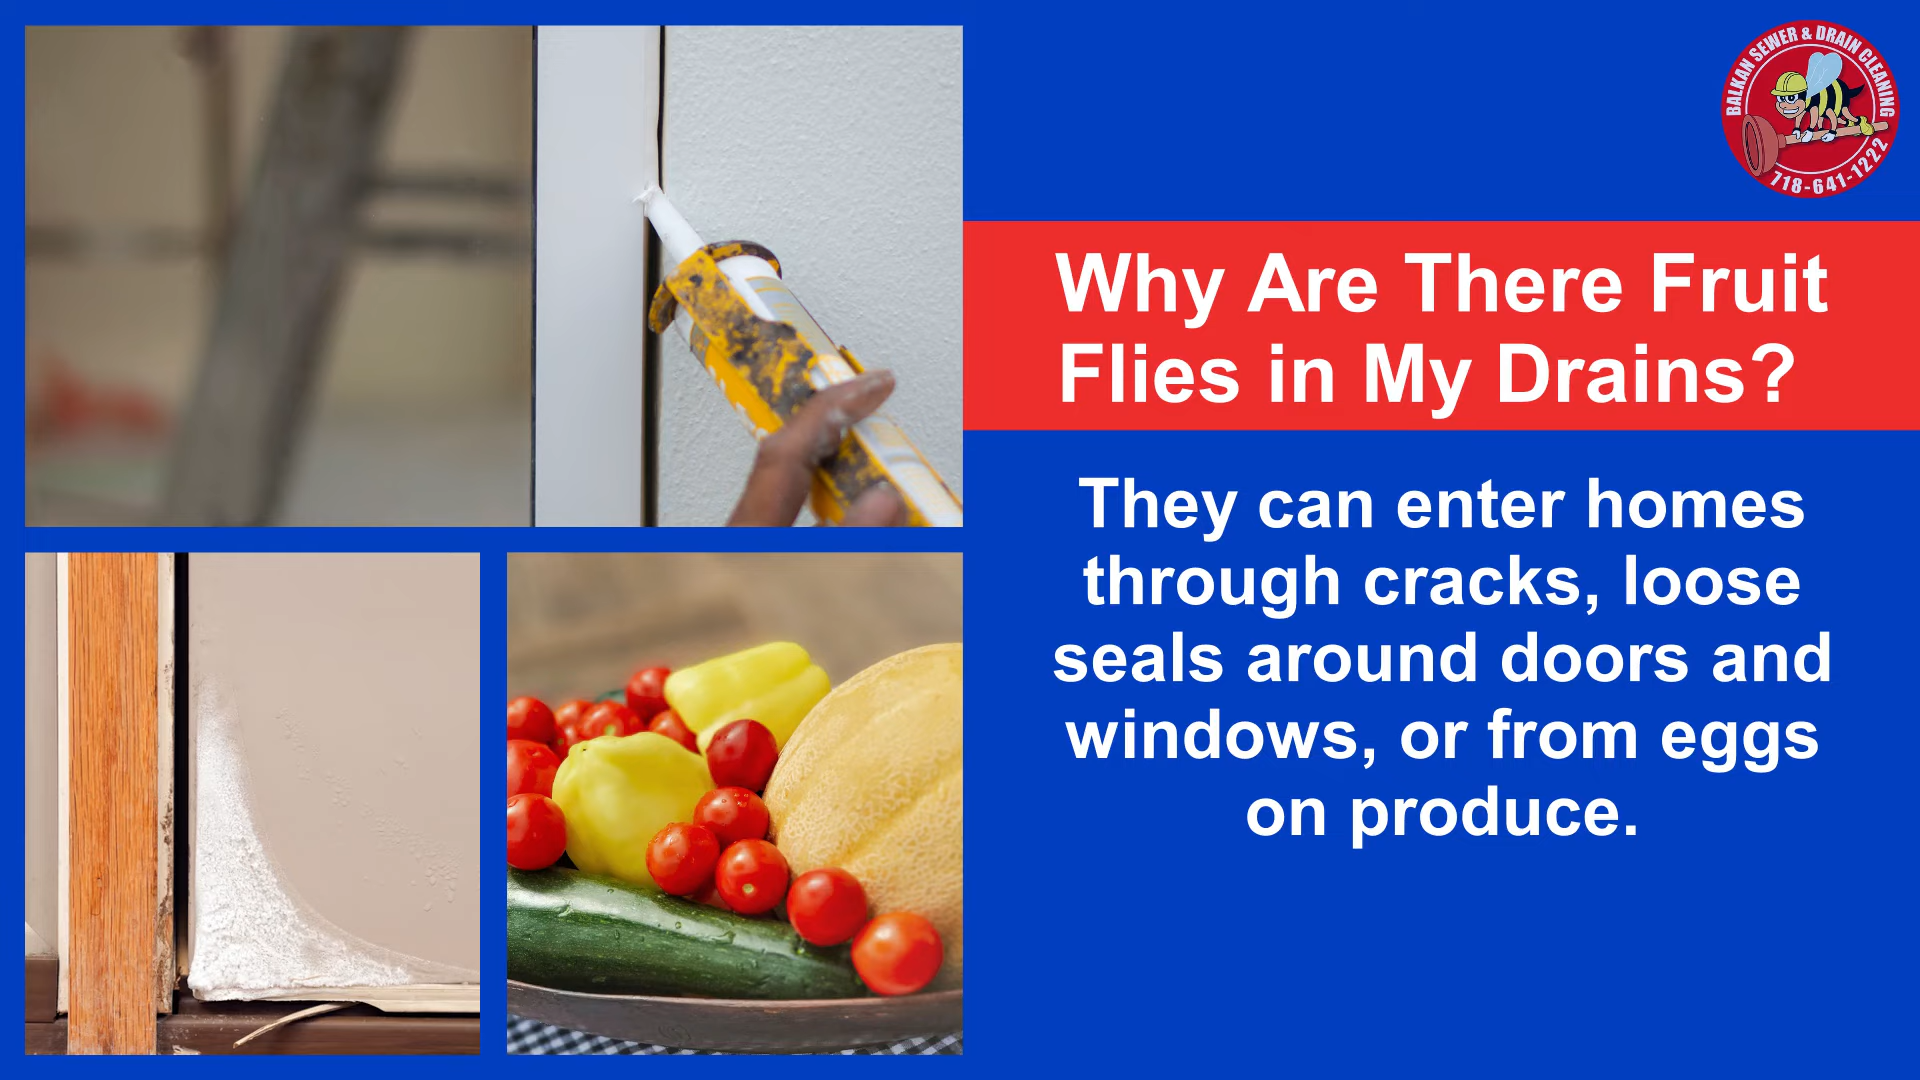 BALKAN SEWER & DRAIN CLEANING
718-641-1222
Why Are There Fruit
Flies in My Drains?
They can enter homes
through cracks, loose
seals around doors and
windows, or from eggs
on produce.